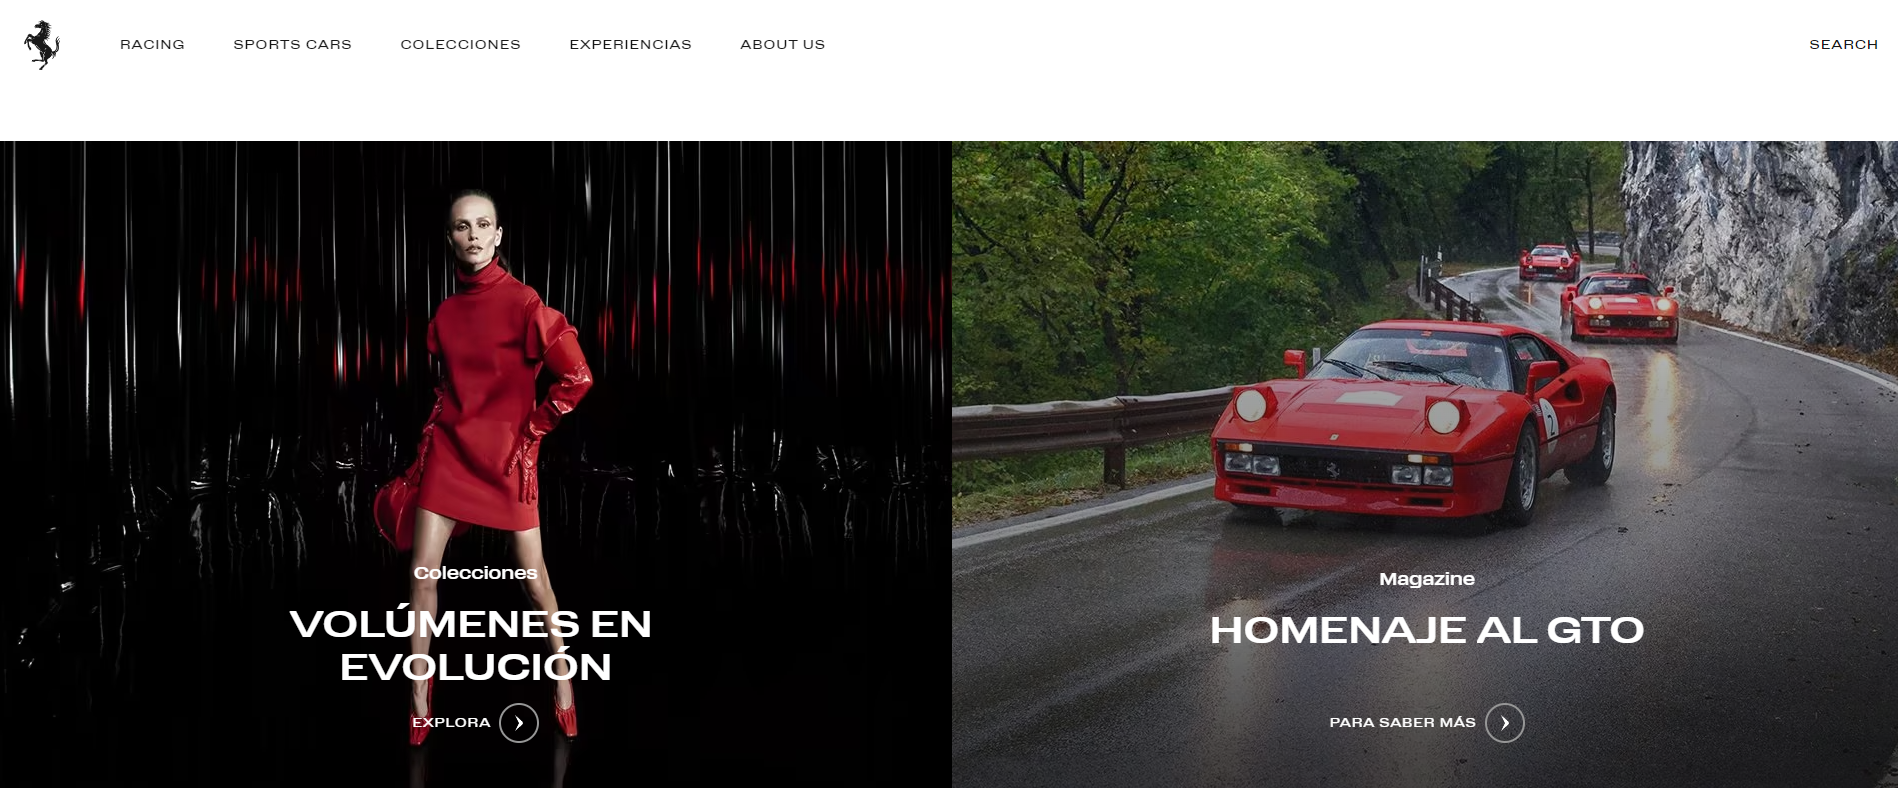 RACING SPORTS CARS COLECCIONES EXPERIENCIAS ABOUT US SEARCH
Colecciones
VOLÚMENES EN
EVOLUCIÓN
EXPLORA
Magazine
HOMENAJE AL GTO
PARA SABER MÁS
2